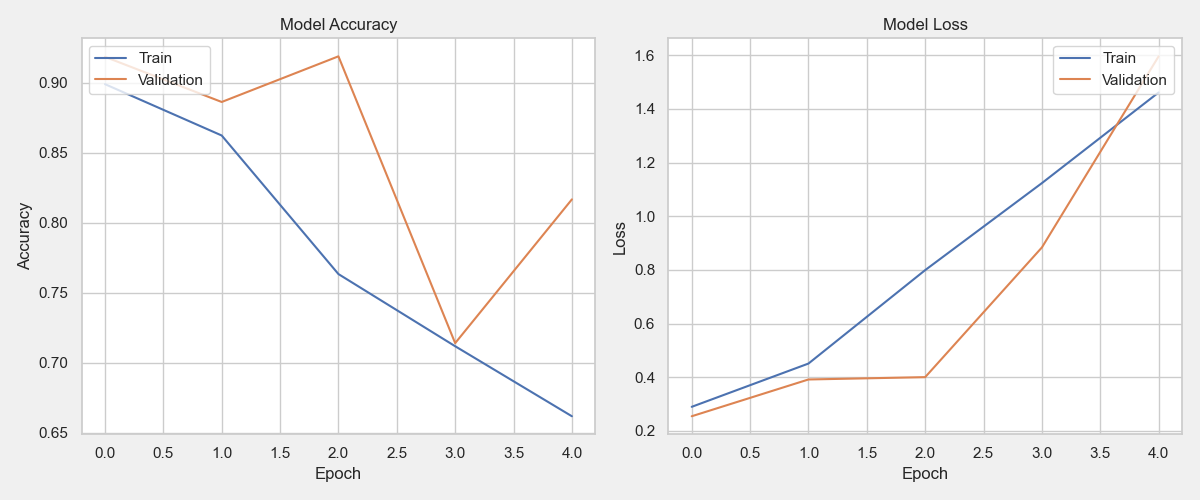 Model Accuracy
Train
Validation
0.90
0.85
0.80
0.75
0.70
0.65
Accuracy
0.0 0.5 1.0 1.5 2.0 2.5 3.0 3.5 4.0
Epoch
Model Loss
Train
Validation
1.6
1.4
1.2
1.0
0.8
0.6
0.4
0.2
Loss
0.0 0.5 1.0 1.5 2.0 2.5 3.0 3.5 4.0
Epoch